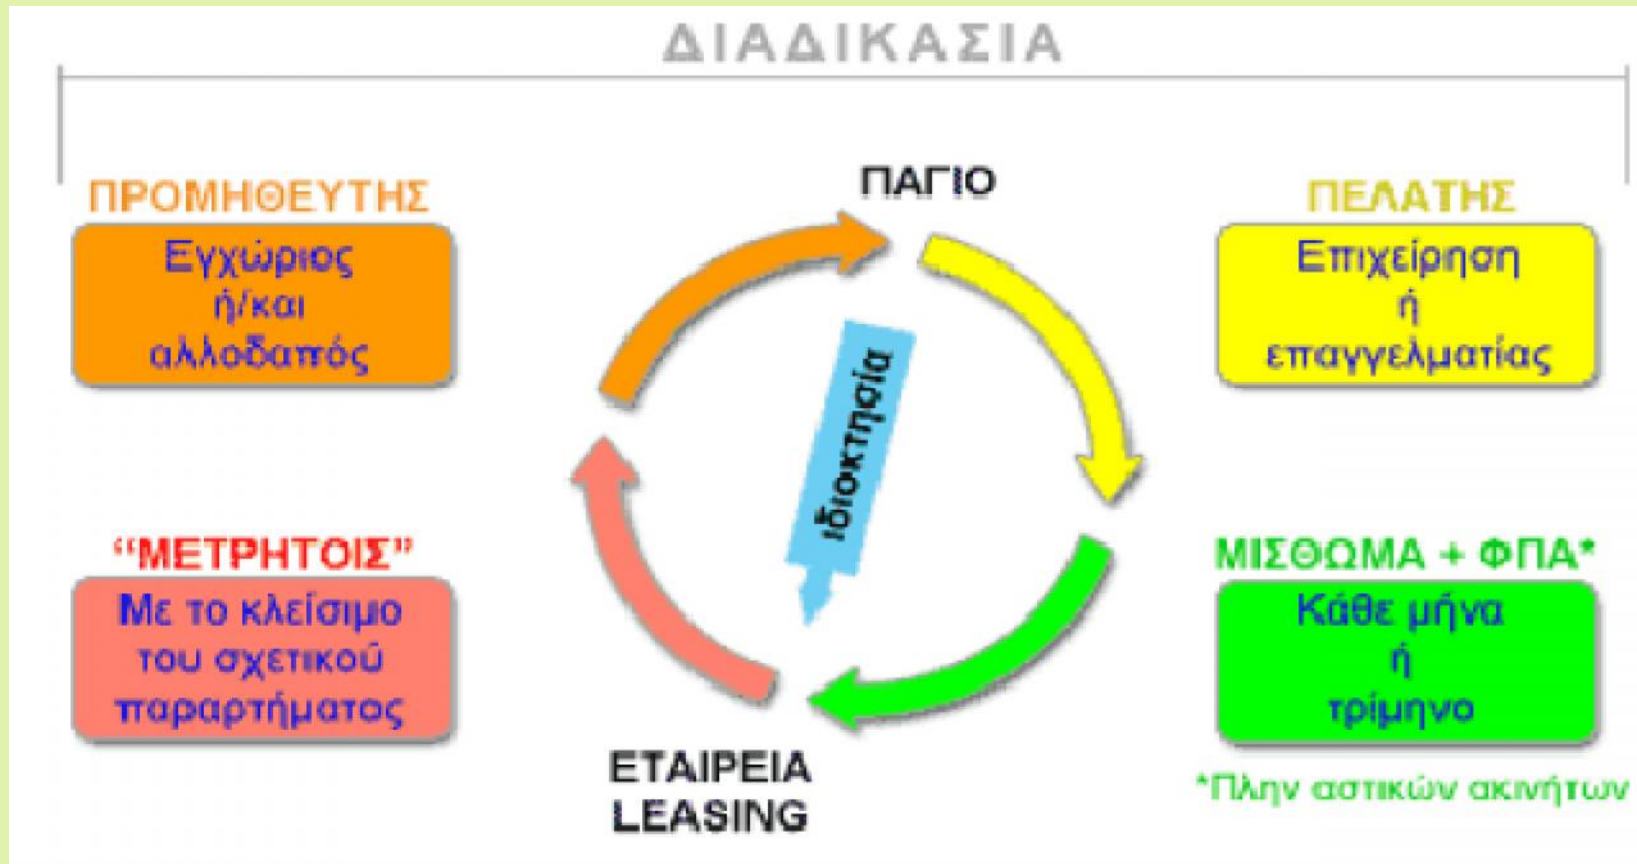 ΔΙΑΔΙΚΑΣΙΑ
ΠΡΟΜΗΘΕΥΤΗΣ
Εγχώριος
ή/και
αλλοδαπός
ΠΑΓΙΟ
ΠΕΛΑΤΗΣ
Επιχείρηση
ή
επαγγελματίας
ιδιοκτησία
“ΜΕΤΡΗΤΟΙΣ”
Με το κλείσιμο
του σχετικού
παραρτήματος
ΜΙΣΘΩΜΑ + ΦΠΑ*
Κάθε μήνα
ή
τρίμηνο
ΕΤΑΙΡΕΙΑ
LEASING
*Πλην αστικών ακινήτων